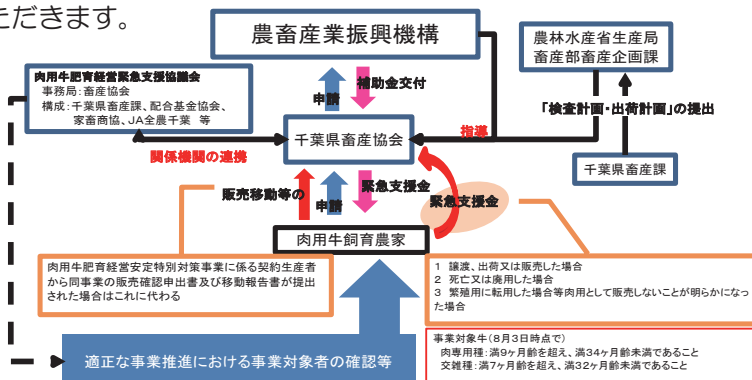 ただきます。
農畜産業振興機構
農林水産省生産局
畜産部畜産企画課
肉用牛肥育経営緊急支援協議会
事務局:畜産協会
構成:千葉県畜産課、配合基金協会、
家畜商協、JA全農千葉 等
申請
補助金交付
「検査計画・出荷計画」の提出
千葉県畜産協会
指導
関係機関の連携
千葉県畜産課
販売移動等の
申請
緊急支援金
緊急支援金
肉用牛飼育農家
肉用牛肥育経営安定特別対策事業に係る契約生産者
から同事業の販売確認申出書及び移動報告書が提出
された場合はこれに代わる
1 譲渡、出荷又は販売した場合
2 死亡又は廃用した場合
3 繁殖用に転用した場合等肉用として販売しないことが明らかになっ
た場合
適正な事業推進における事業対象者の確認等
事業対象牛(8月3日時点で)
肉専用種:満9ヶ月齢を超え、満34ヶ月齢未満であること
交雑種:満7ヶ月齢を超え、満32ヶ月齢未満であること